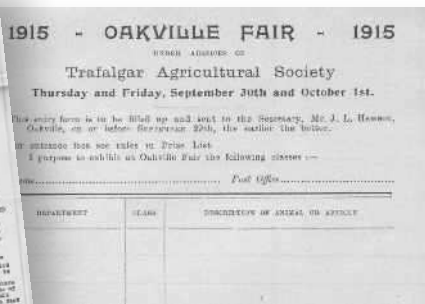 1915 - OAKVILLE FAIR - 1915
UNDER AUSPICES OF
Trafalgar Agricultural Society
Thursday and Friday, September 30th and October 1st.
This entry form is to be filled up and sent to the Secretary, Mr. J. L.
Oakville, on or before September 29th, the earlier the better.
entrance fees see rules in Prize List
I purpose to exhibit at Oakville Fair the following classes :—
Post Office
DEPARTMENT CLASS DESCRIPTION OF ANIMAL OR ARTICLE